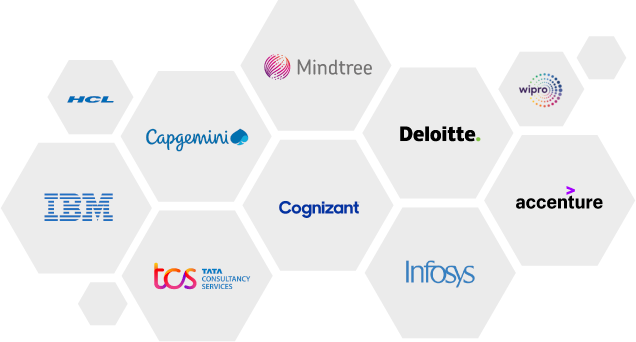 Mindtree
HCL
wipro
Capgemini
Deloitte.
IBM
Cognizant
accenture
tcs
TATA
CONSULTANCY
SERVICES
Infosys